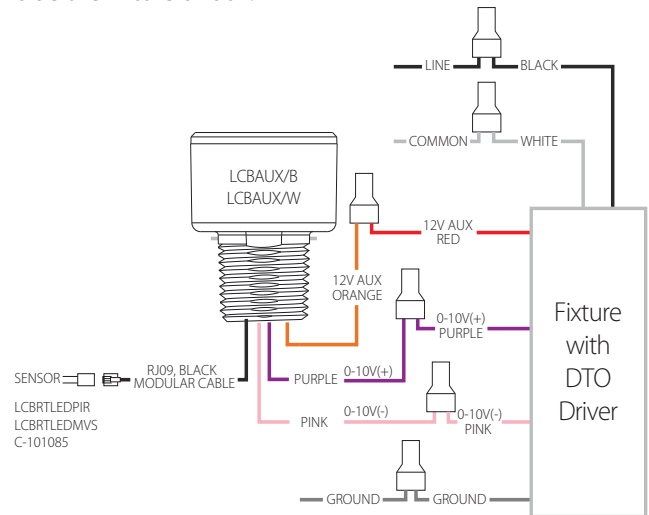 LINE
BLACK
COMMON
WHITE
LCBAUX/B
LCBAUX/W
12V AUX
RED
12V AUX
ORANGE
0-10V(+)
PURPLE
Fixture
with
DTO
Driver
SENSOR
RJ09, BLACK
MODULAR CABLE
PURPLE
0-10V(+)
LCBRTLEDPIR
LCBRTLEDMVS
C-101085
PINK
0-10V(-)
0-10V(-)
PINK
GROUND
GROUND